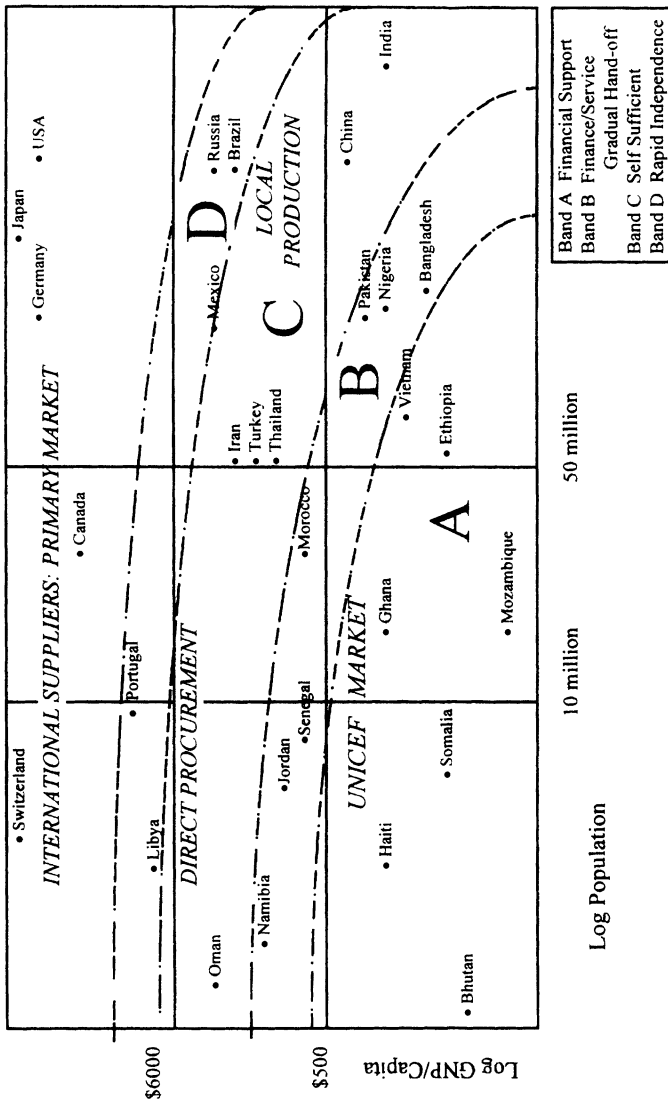 INTERNATIONAL SUPPLIERS: PRIMARY MARKET
Switzerland
Japan
USA
Germany
Canada
Portugal
Libya
$6000
DIRECT PROCUREMENT
D
Russia
Brazil
Mexico
LOCAL
PRODUCTION
Oman
Iran
Turkey
Thailand
C
Namibia
Jordan
Senegal
Morocco
$500
Log GNP/Capita
UNICEF MARKET
India
China
B
Pakistan
Nigeria
Bangladesh
Vietnam
Ethiopia
A
Haiti
Ghana
Somalia
Bhutan
Mozambique
10 million
50 million
Log Population
Band A Financial Support
Band B Finance/Service
Gradual Hand-off
Band C Self Sufficient
Band D Rapid Independence